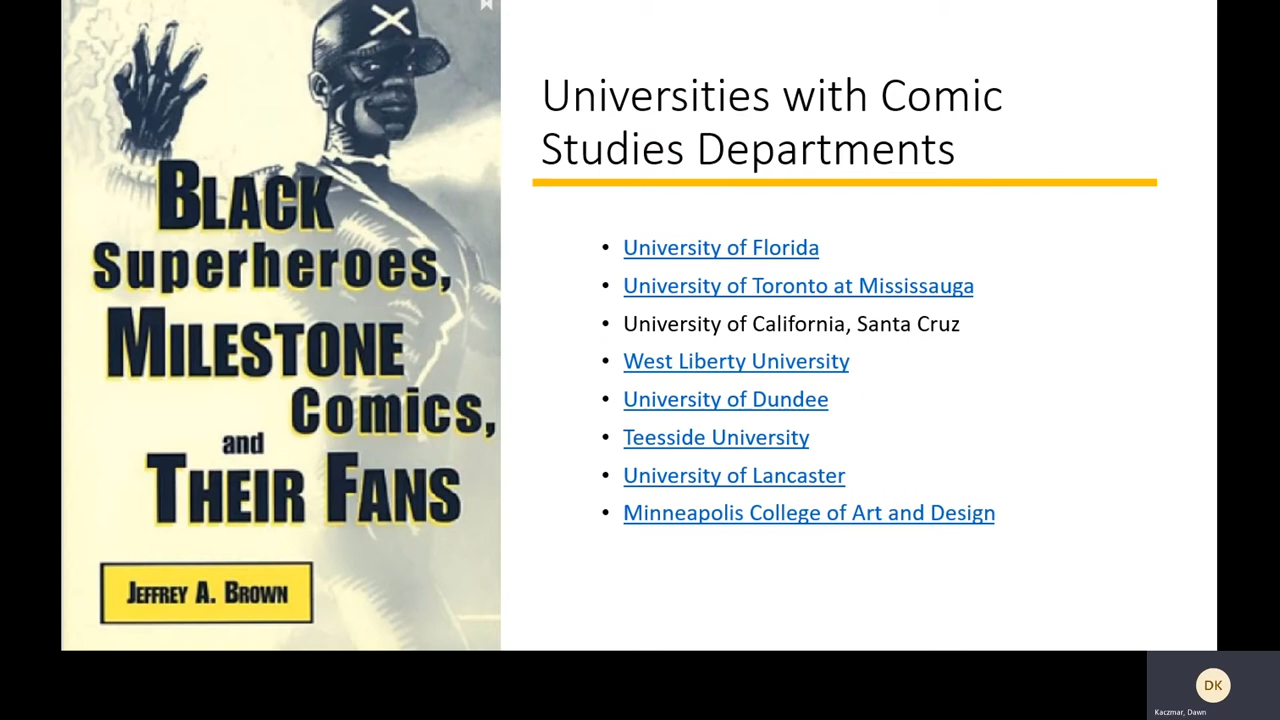 BLACK
Superheroes,
MILESTONE
Comics,
and
THEIR FANS
JEFFREY A. BROWN
Universities with Comic
Studies Departments
• University of Florida
• University of Toronto at Mississauga
• University of California, Santa Cruz
• West Liberty University
• University of Dundee
• Teesside University
• University of Lancaster
• Minneapolis College of Art and Design
DK
Kaczmar, Dawn